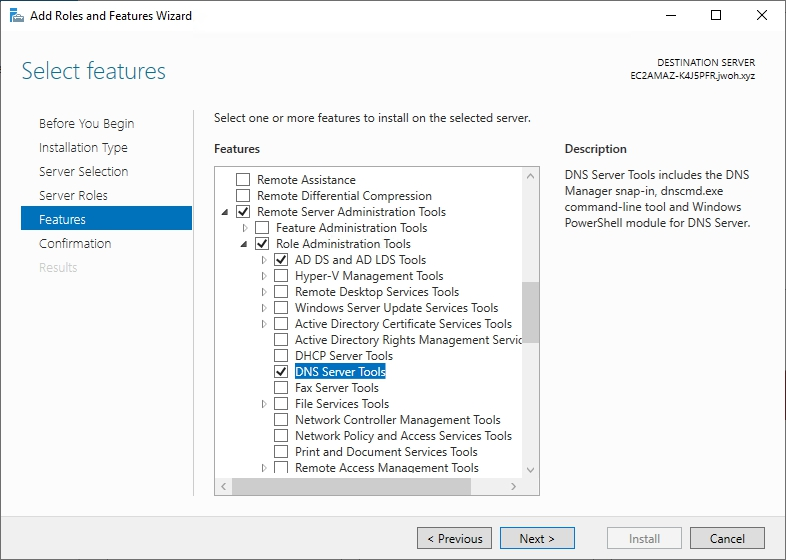 Add Roles and Features Wizard
Select features
DESTINATION SERVER
EC2AMAZ-K4J5PFR.jwoh.xyz
Before You Begin
Installation Type
Server Selection
Server Roles
Features
Confirmation
Results
Select one or more features to install on the selected server.
Features
Remote Assistance
Remote Differential Compression
Remote Server Administration Tools
Feature Administration Tools
Role Administration Tools
AD DS and AD LDS Tools
Hyper-V Management Tools
Remote Desktop Services Tools
Windows Server Update Services Tools
Active Directory Certificate Services Tools
Active Directory Rights Management Servic
DHCP Server Tools
DNS Server Tools
Fax Server Tools
File Services Tools
Network Controller Management Tools
Network Policy and Access Services Tools
Print and Document Services Tools
Remote Access Management Tools
Description
DNS Server Tools includes the DNS
Manager snap-in, dnscmd.exe
command-line tool and Windows
PowerShell module for DNS Server.
< Previous
Next >
Install
Cancel